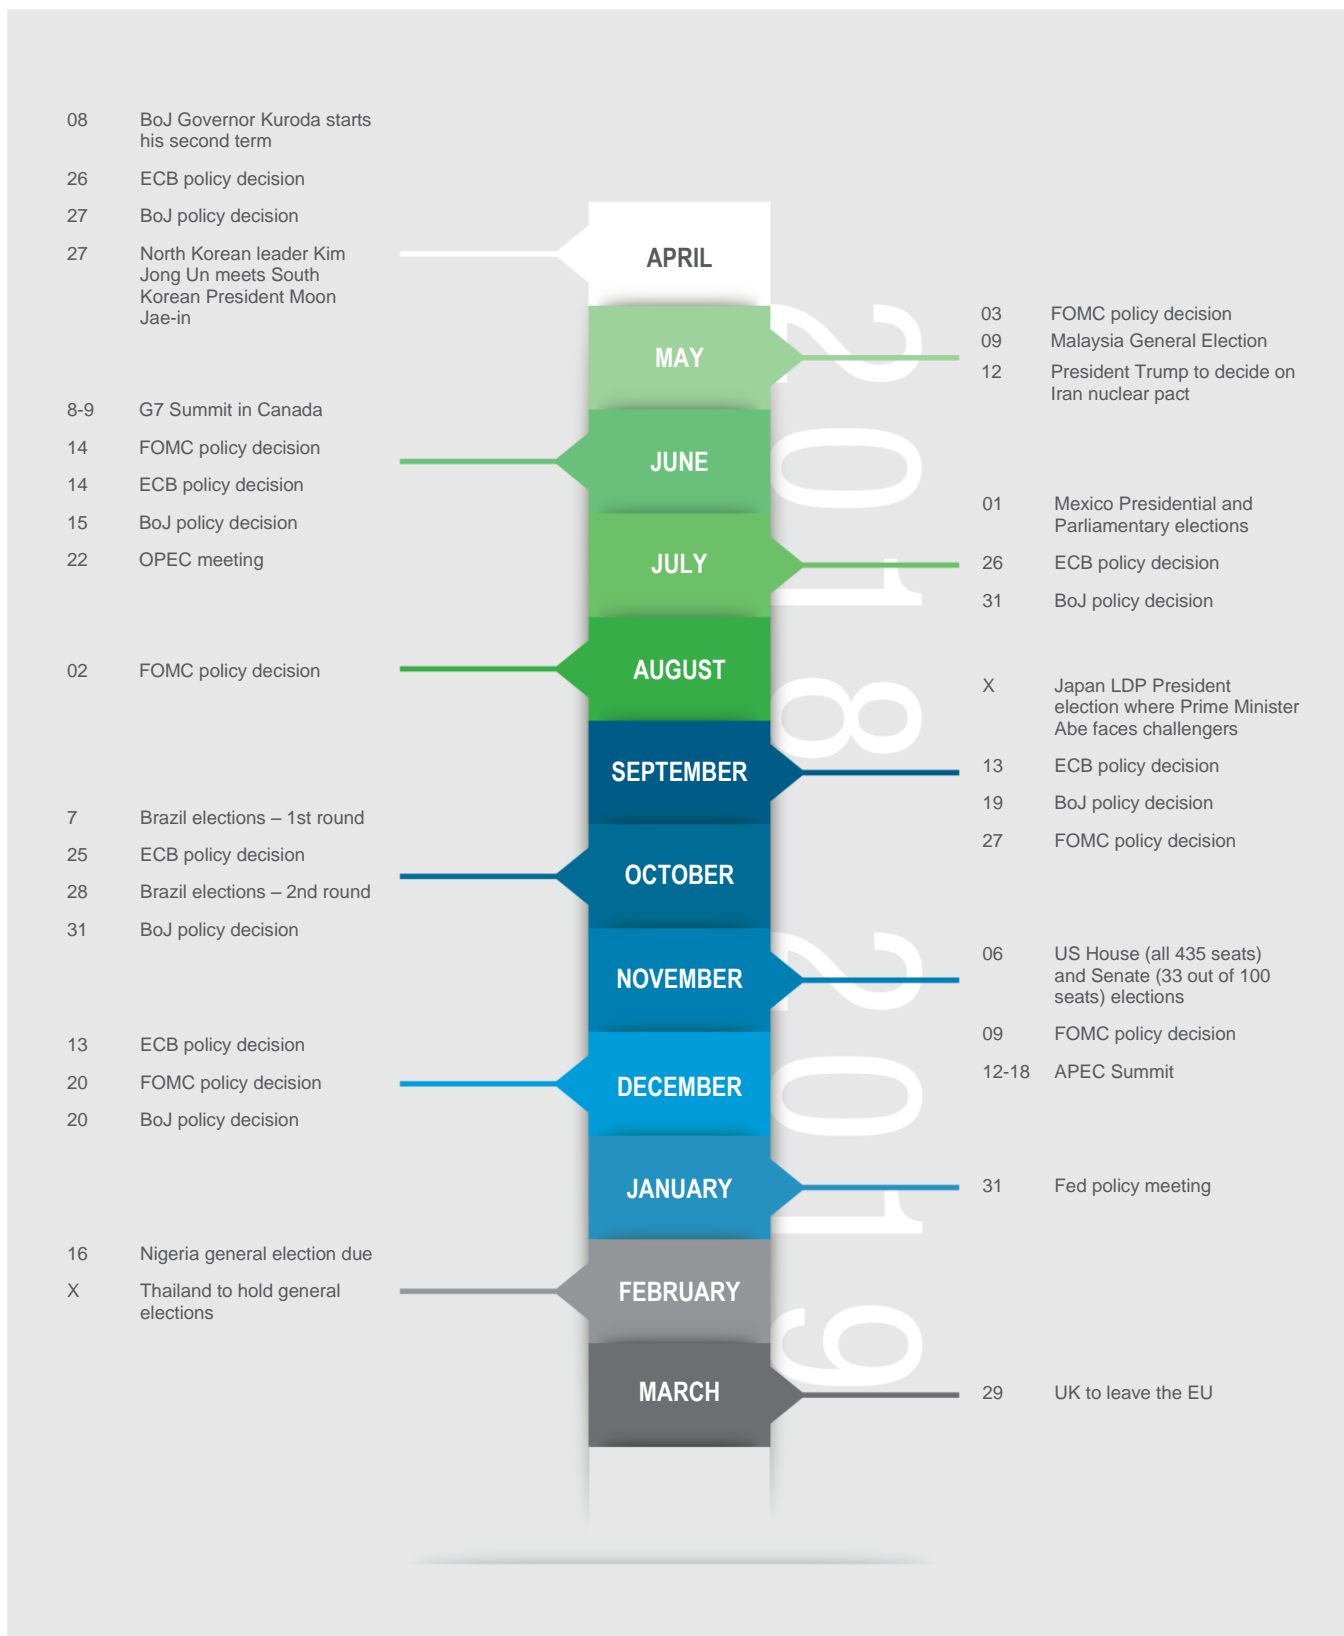 08 BoJ Governor Kuroda starts
his second term
26 ECB policy decision
27 BoJ policy decision
27 North Korean leader Kim
Jong Un meets South
Korean President Moon
Jae-in
APRIL
2018
MAY
03 FOMC policy decision
09 Malaysia General Election
12 President Trump to decide on
Iran nuclear pact
8-9 G7 Summit in Canada
14 FOMC policy decision
14 ECB policy decision
15 BoJ policy decision
22 OPEC meeting
JUNE
JULY
01 Mexico Presidential and
Parliamentary elections
26 ECB policy decision
31 BoJ policy decision
02 FOMC policy decision
AUGUST
SEPTEMBER
X Japan LDP President
election where Prime Minister
Abe faces challengers
13 ECB policy decision
19 BoJ policy decision
27 FOMC policy decision
7 Brazil elections – 1st round
25 ECB policy decision
28 Brazil elections – 2nd round
31 BoJ policy decision
OCTOBER
2019
NOVEMBER
06 US House (all 435 seats)
and Senate (33 out of 100
seats) elections
09 FOMC policy decision
12-18 APEC Summit
13 ECB policy decision
20 FOMC policy decision
20 BoJ policy decision
DECEMBER
JANUARY
31 Fed policy meeting
16 Nigeria general election due
X Thailand to hold general
elections
FEBRUARY
MARCH
29 UK to leave the EU